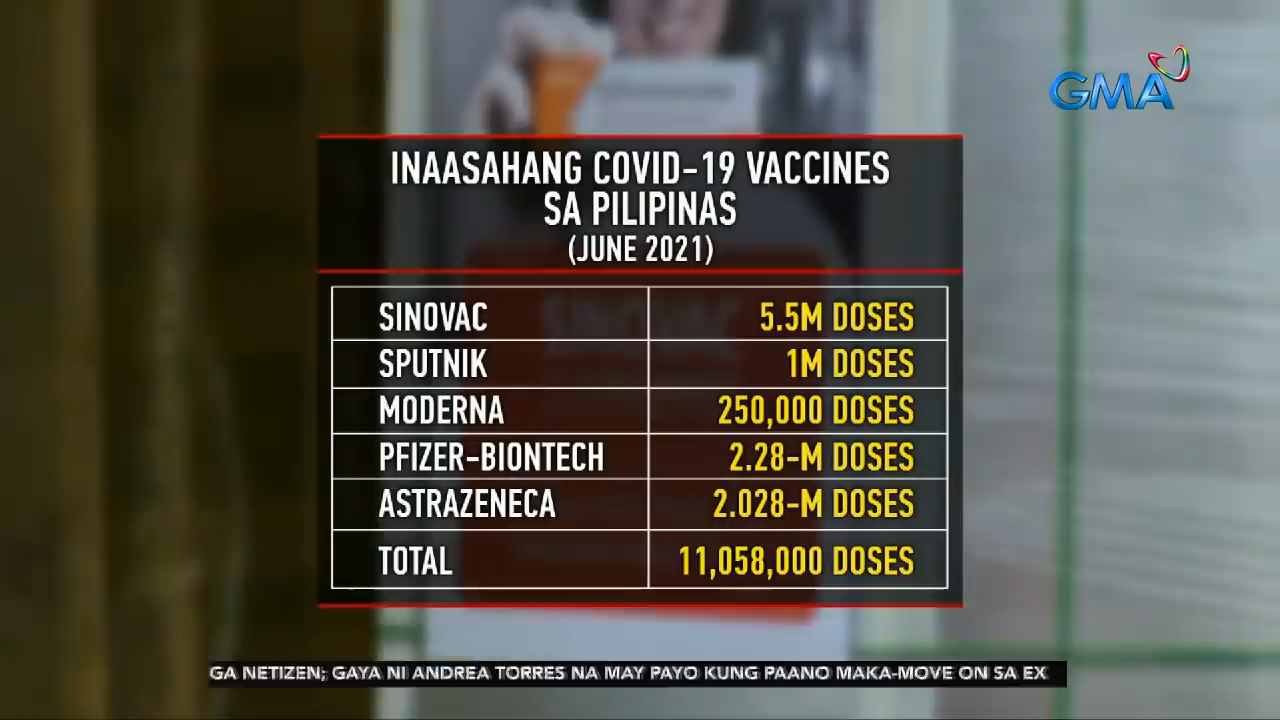 GMA
INAASAHANG COVID-19 VACCINES
SA PILIPINAS
(JUNE 2021)
SINOVAC 5.5M DOSES
SPUTNIK 1M DOSES
MODERNA 250,000 DOSES
PFIZER-BIONTECH 2.28-M DOSES
ASTRAZENECA 2.028-M DOSES
TOTAL 11,058,000 DOSES
GA NETIZEN; GAYA NI ANDREA TORRES NA MAY PAYO KUNG PAANO MAKA-MOVE ON SA EX